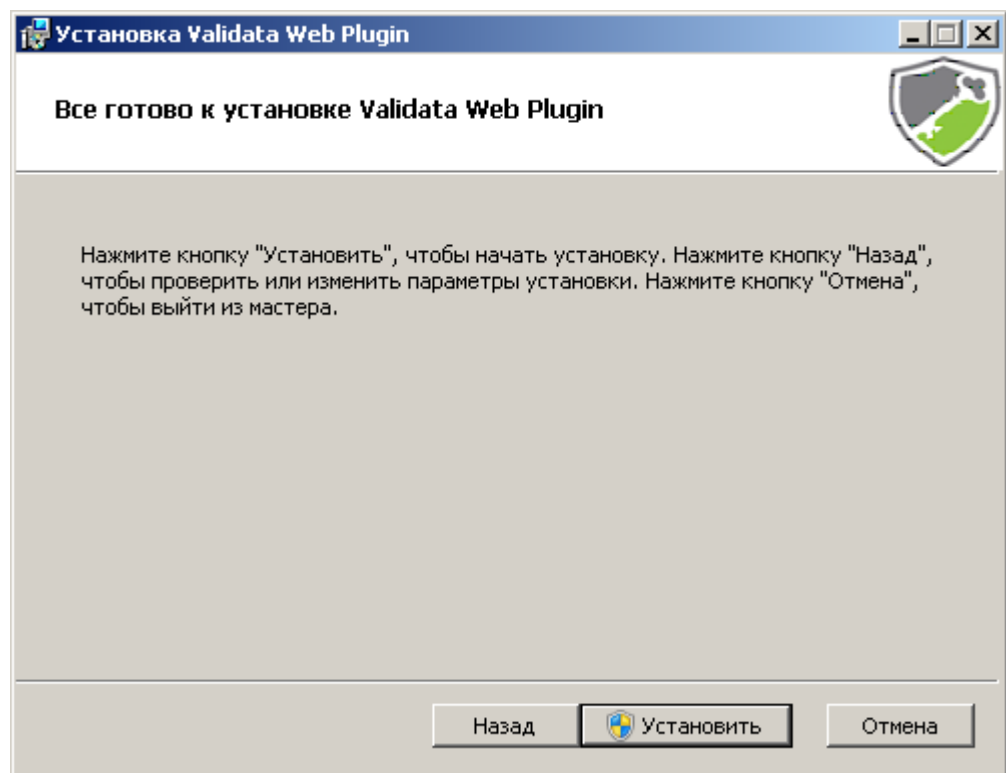 Установка Validata Web Plugin
Все готово к установке Validata Web Plugin
Нажмите кнопку "Установить", чтобы начать установку. Нажмите кнопку "Назад",
чтобы проверить или изменить параметры установки. Нажмите кнопку "Отмена",
чтобы выйти из мастера.
Назад
Установить
Отмена